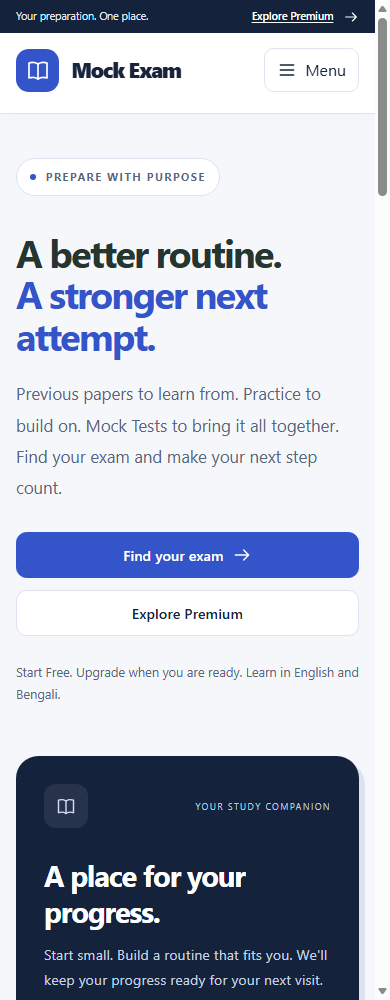 Your preparation. One place.
Explore Premium →
Mock Exam
Menu
PREPARE WITH PURPOSE
A better routine.
A stronger next
attempt.
Previous papers to learn from. Practice to
build on. Mock Tests to bring it all together.
Find your exam and make your next step
count.
Find your exam →
Explore Premium
Start Free. Upgrade when you are ready. Learn in English and
Bengali.
YOUR STUDY COMPANION
A place for your
progress.
Start small. Build a routine that fits you. We'll
keep your progress ready for your next visit.